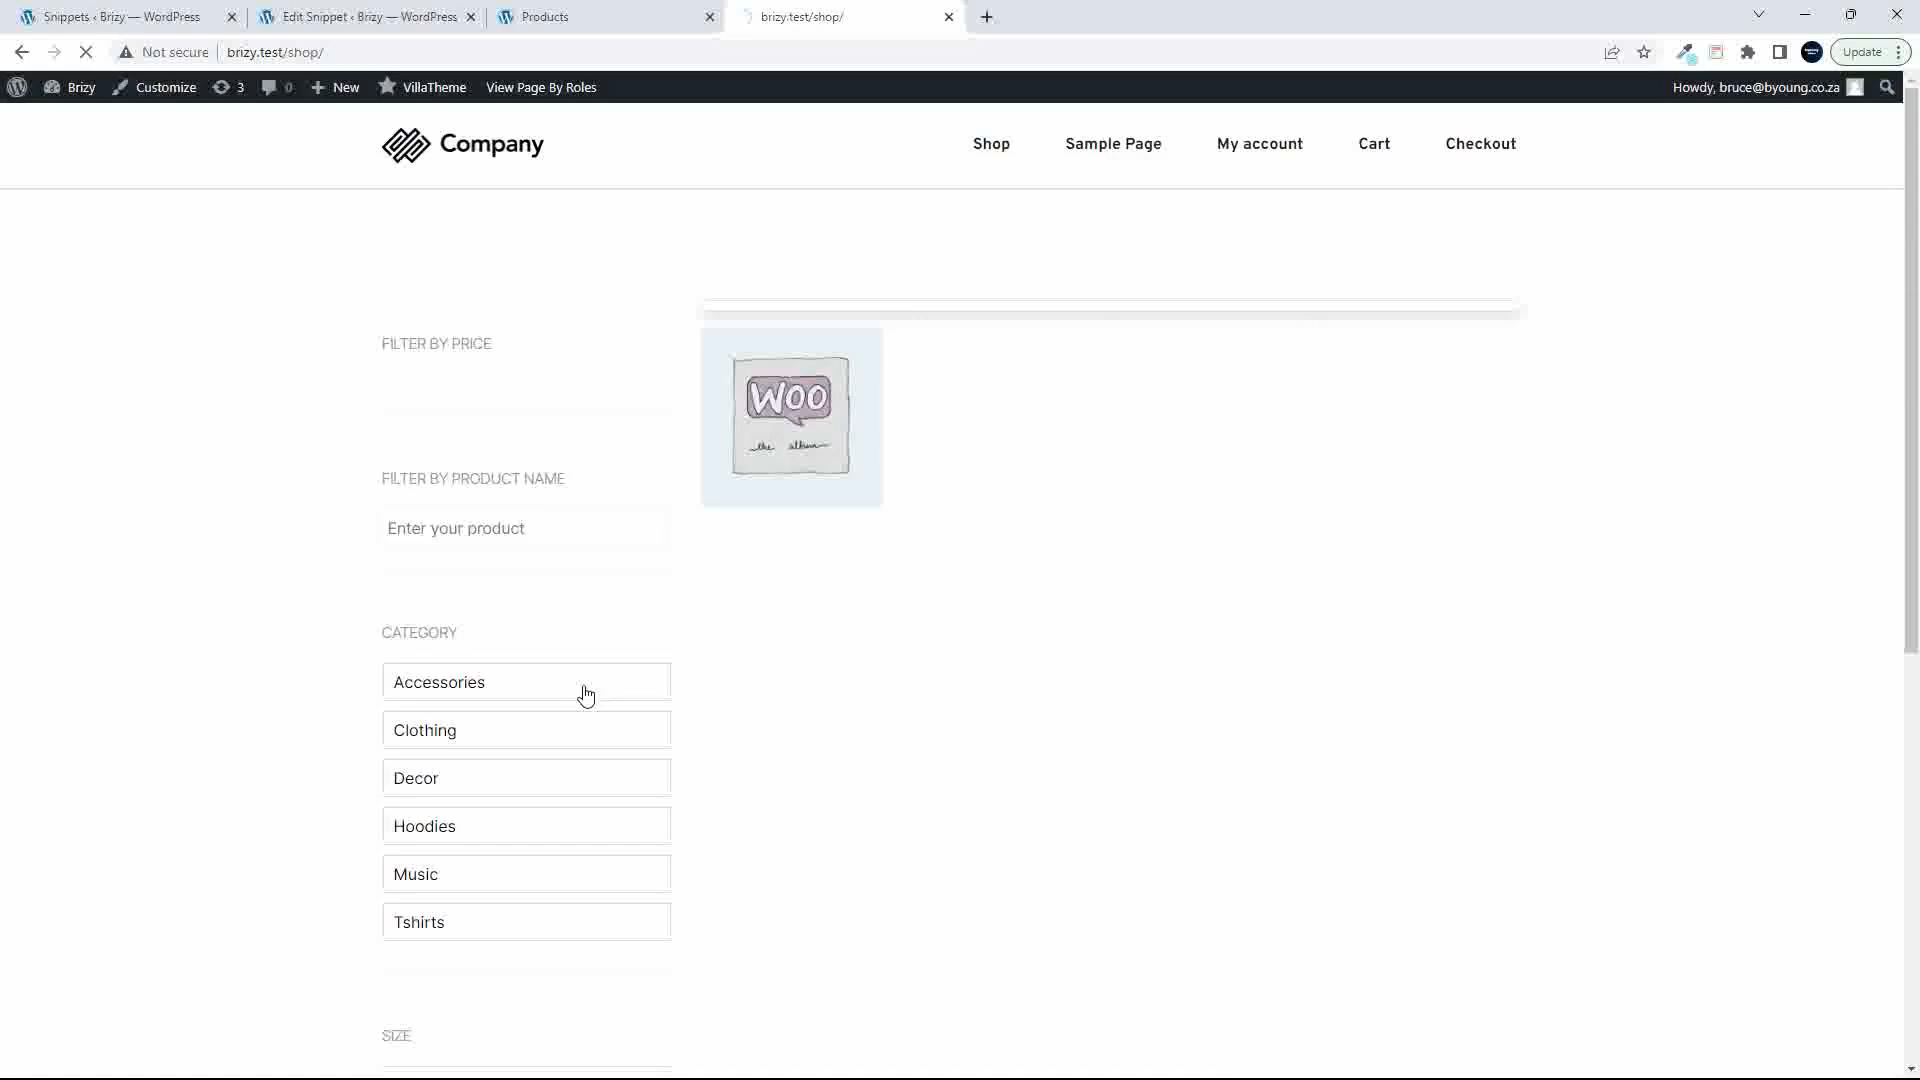 Snippets ‹ Brizy — WordPress
Edit Snippet ‹ Brizy — WordPress
Products
brizy.test/shop/
Not secure
brizy.test/shop/
Update
Brizy
Customize
3
0
New
VillaTheme
View Page By Roles
Howdy, bruce@byoung.co.za
Company
Shop
Sample Page
My account
Cart
Checkout
FILTER BY PRICE
WOO
the album
FILTER BY PRODUCT NAME
Enter your product
CATEGORY
Accessories
Clothing
Decor
Hoodies
Music
Tshirts
SIZE